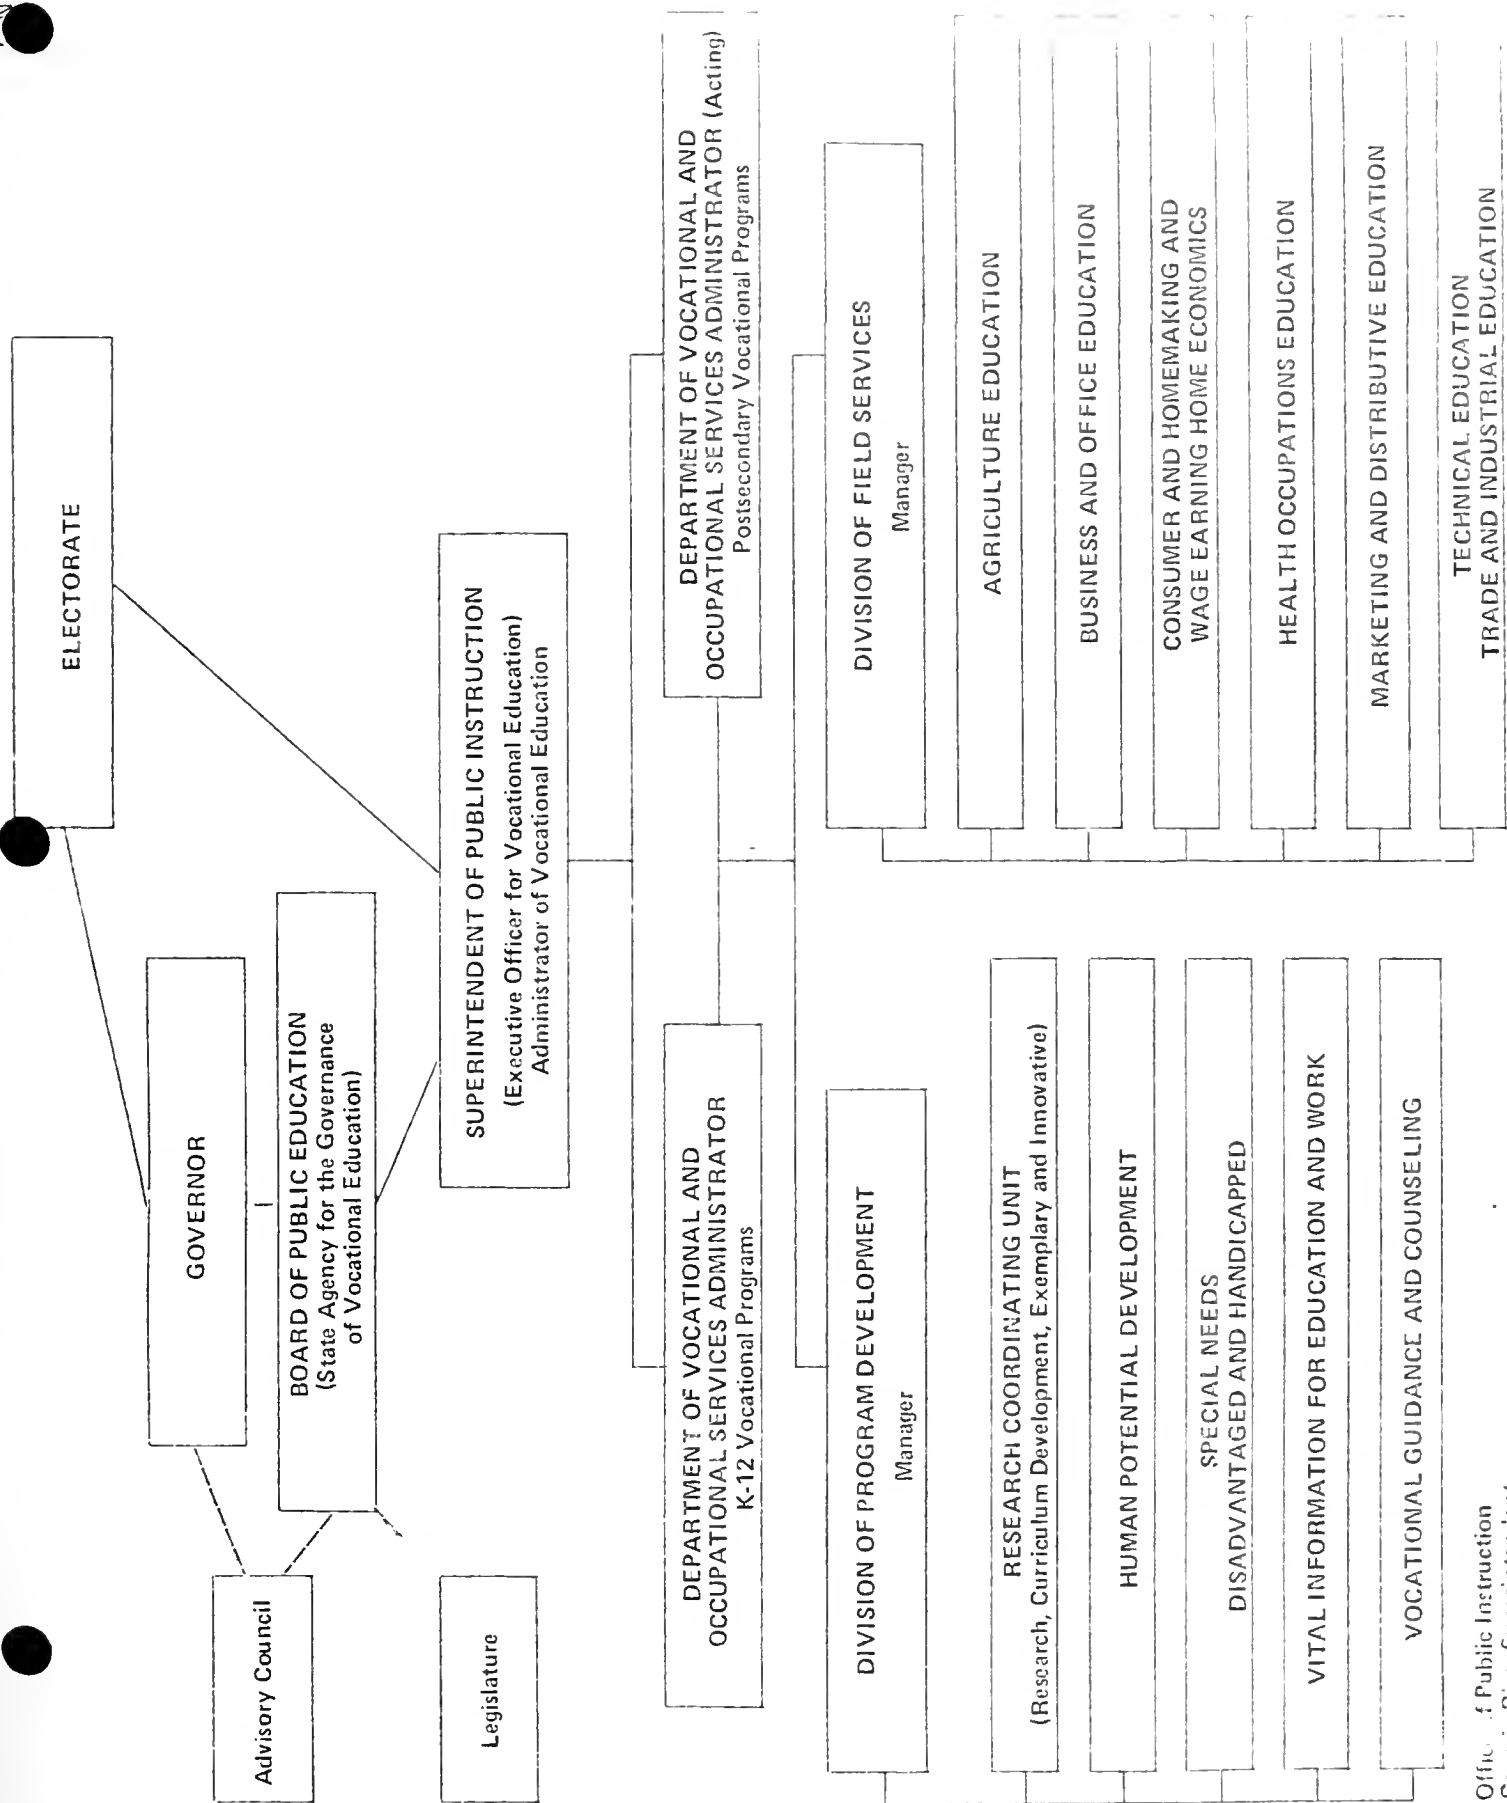 ELECTORATE
GOVERNOR
BOARD OF PUBLIC EDUCATION
(State Agency for the Governance
of Vocational Education)
Advisory Council
Legislature
SUPERINTENDENT OF PUBLIC INSTRUCTION
(Executive Officer for Vocational Education)
Administrator of Vocational Education
DEPARTMENT OF VOCATIONAL AND
OCCUPATIONAL SERVICES ADMINISTRATOR
K-12 Vocational Programs
DEPARTMENT OF VOCATIONAL AND
OCCUPATIONAL SERVICES ADMINISTRATOR (Acting)
Postsecondary Vocational Programs
DIVISION OF PROGRAM DEVELOPMENT
Manager
RESEARCH COORDINATING UNIT
(Research, Curriculum Development, Exemplary and Innovative)
HUMAN POTENTIAL DEVELOPMENT
SPECIAL NEEDS
DISADVANTAGED AND HANDICAPPED
VITAL INFORMATION FOR EDUCATION AND WORK
VOCATIONAL GUIDANCE AND COUNSELING
DIVISION OF FIELD SERVICES
Manager
AGRICULTURE EDUCATION
BUSINESS AND OFFICE EDUCATION
CONSUMER AND HOMEMAKING AND
WAGE EARNING HOME ECONOMICS
HEALTH OCCUPATIONS EDUCATION
MARKETING AND DISTRIBUTIVE EDUCATION
TECHNICAL EDUCATION
TRADE AND INDUSTRIAL EDUCATION
Public Instruction